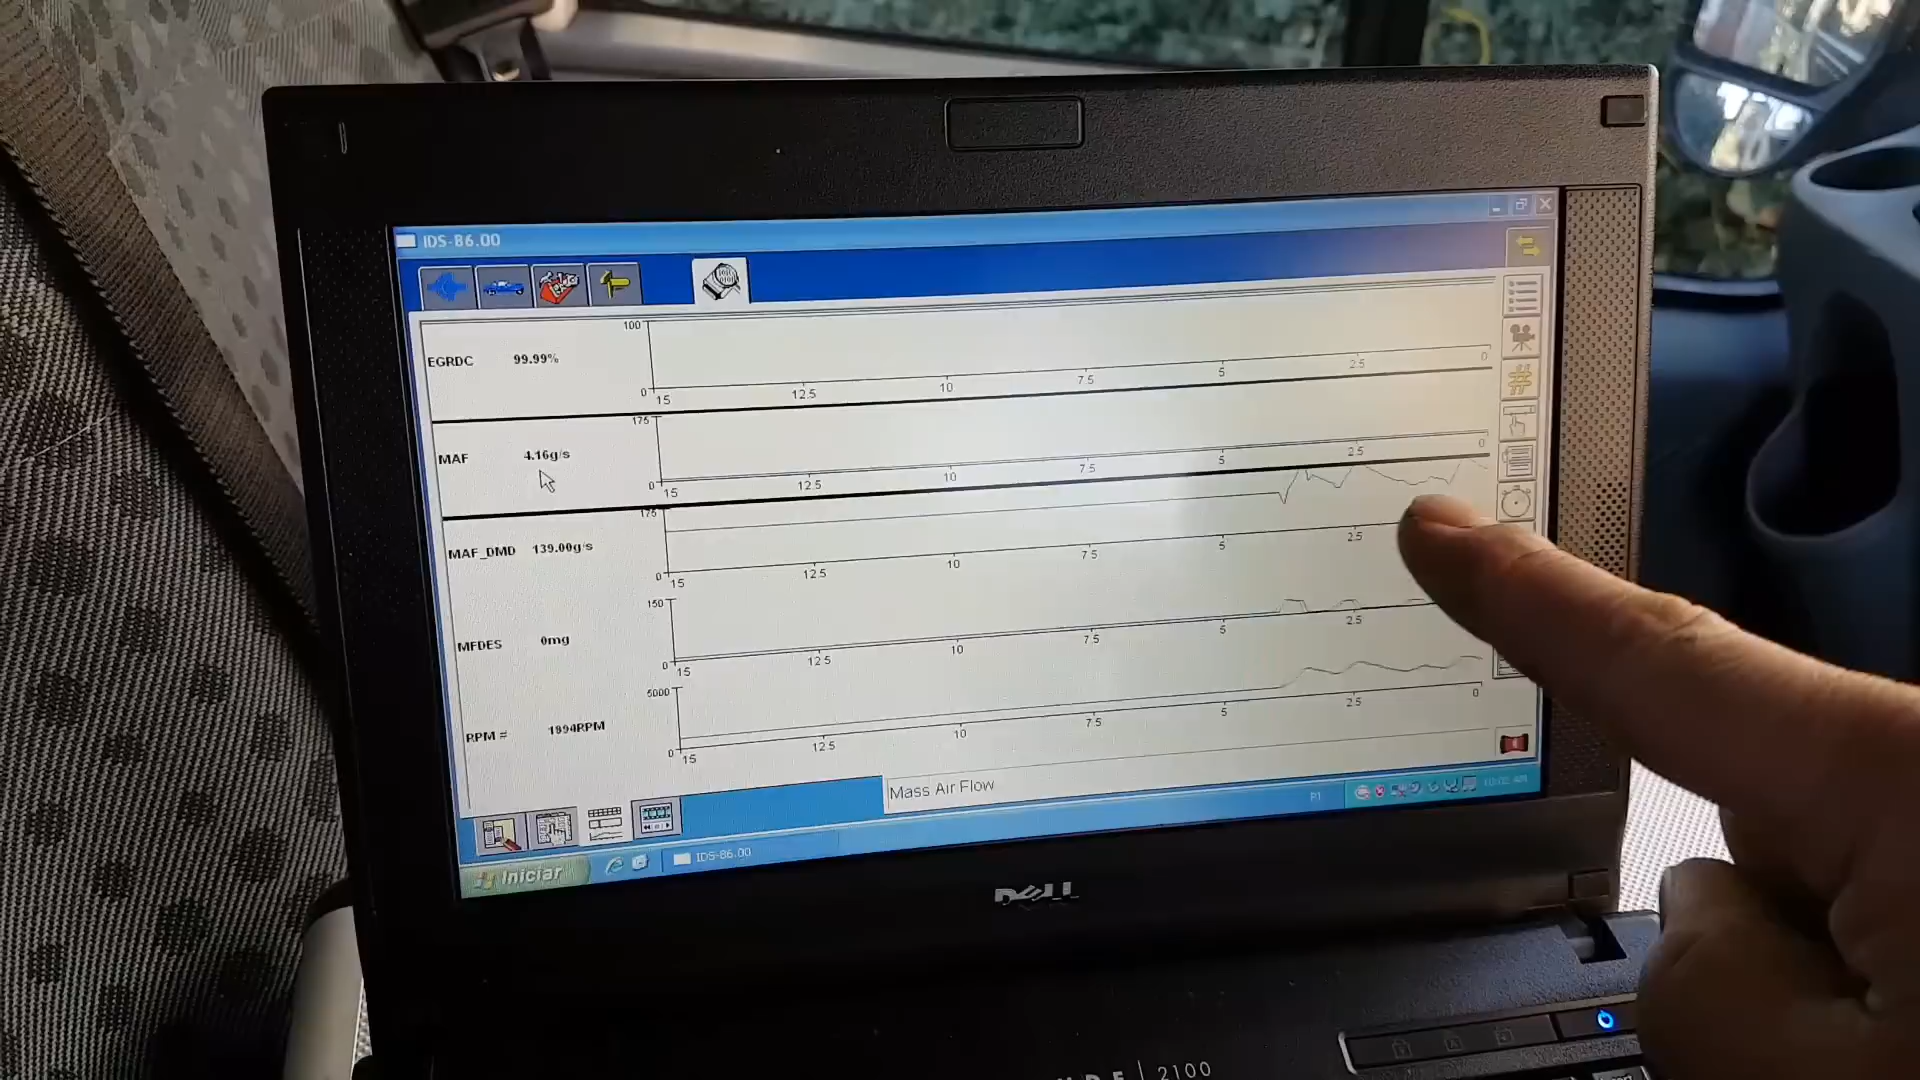 IDS-86.00
EGRDC 99.99%
100
0
15 12.5 10 7.5 5 2.5 0
MAF 4.16g/s
175
0
15 12.5 10 7.5 5 2.5 0
MAF_DMD 139.00g/s
175
0
15 12.5 10 7.5 5 2.5
MFDES 0mg
150
0
15 12.5 10 7.5 5 2.5
RPM # 1894RPM
5000
0
15 12.5 10 7.5 5 2.5 0
Mass Air Flow
PT
Iniciar IDS-86.00
DELL
2100